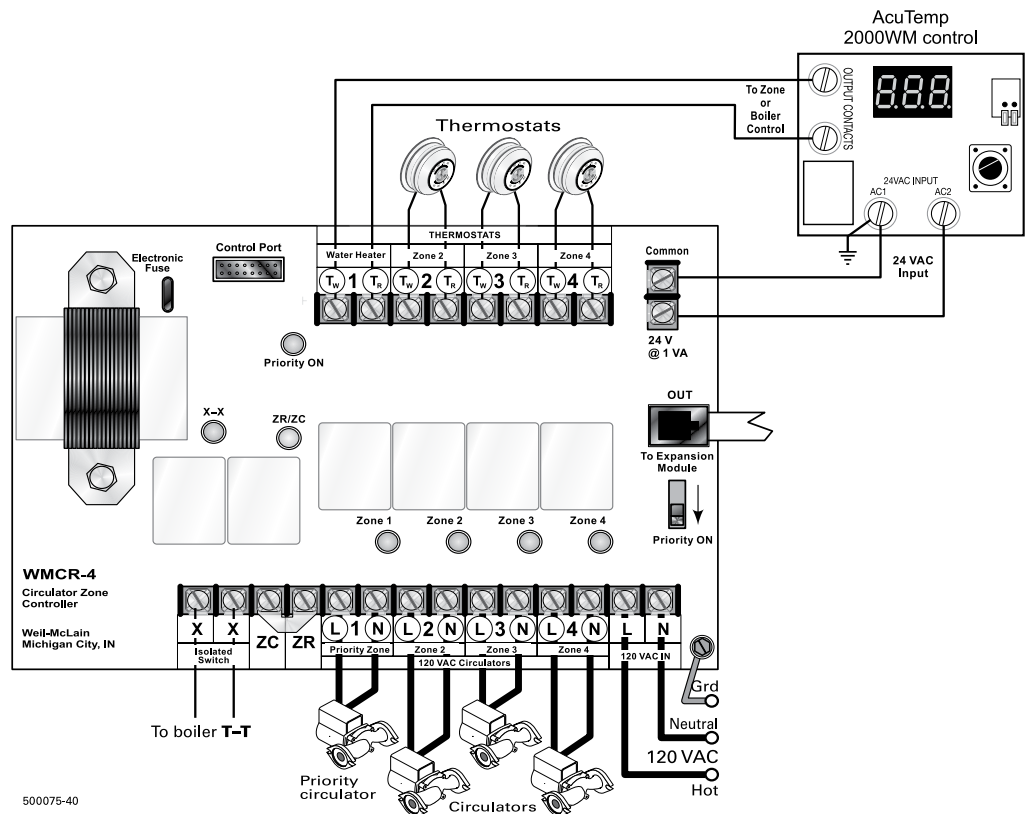 AcuTemp
2000WM control
OUTPUT CONTACTS
8.8.8.
To Zone
or
Boiler
Control
24VAC INPUT
AC1
AC2
24 VAC
Input
Thermostats
THERMOSTATS
Water Heater
Zone 2
Zone 3
Zone 4
TW 1 TR TW 2 TR TW 3 TR TW 4 TR
Common
24 V
@ 1 VA
Control Port
Electronic
Fuse
Priority ON
X–X
ZR/ZC
OUT
To Expansion
Module
Priority ON
Zone 1
Zone 2
Zone 3
Zone 4
WMCR-4
Circulator Zone
Controller
Weil-McLain
Michigan City, IN
X X ZC ZR L 1 N L 2 N L 3 N L 4 N L N
Isolated
Switch
Priority Zone
Zone 2
Zone 3
Zone 4
120 VAC Circulators
120 VAC IN
To boiler T–T
Grd
Neutral
120 VAC
Hot
Priority
circulator
Circulators
500075-40